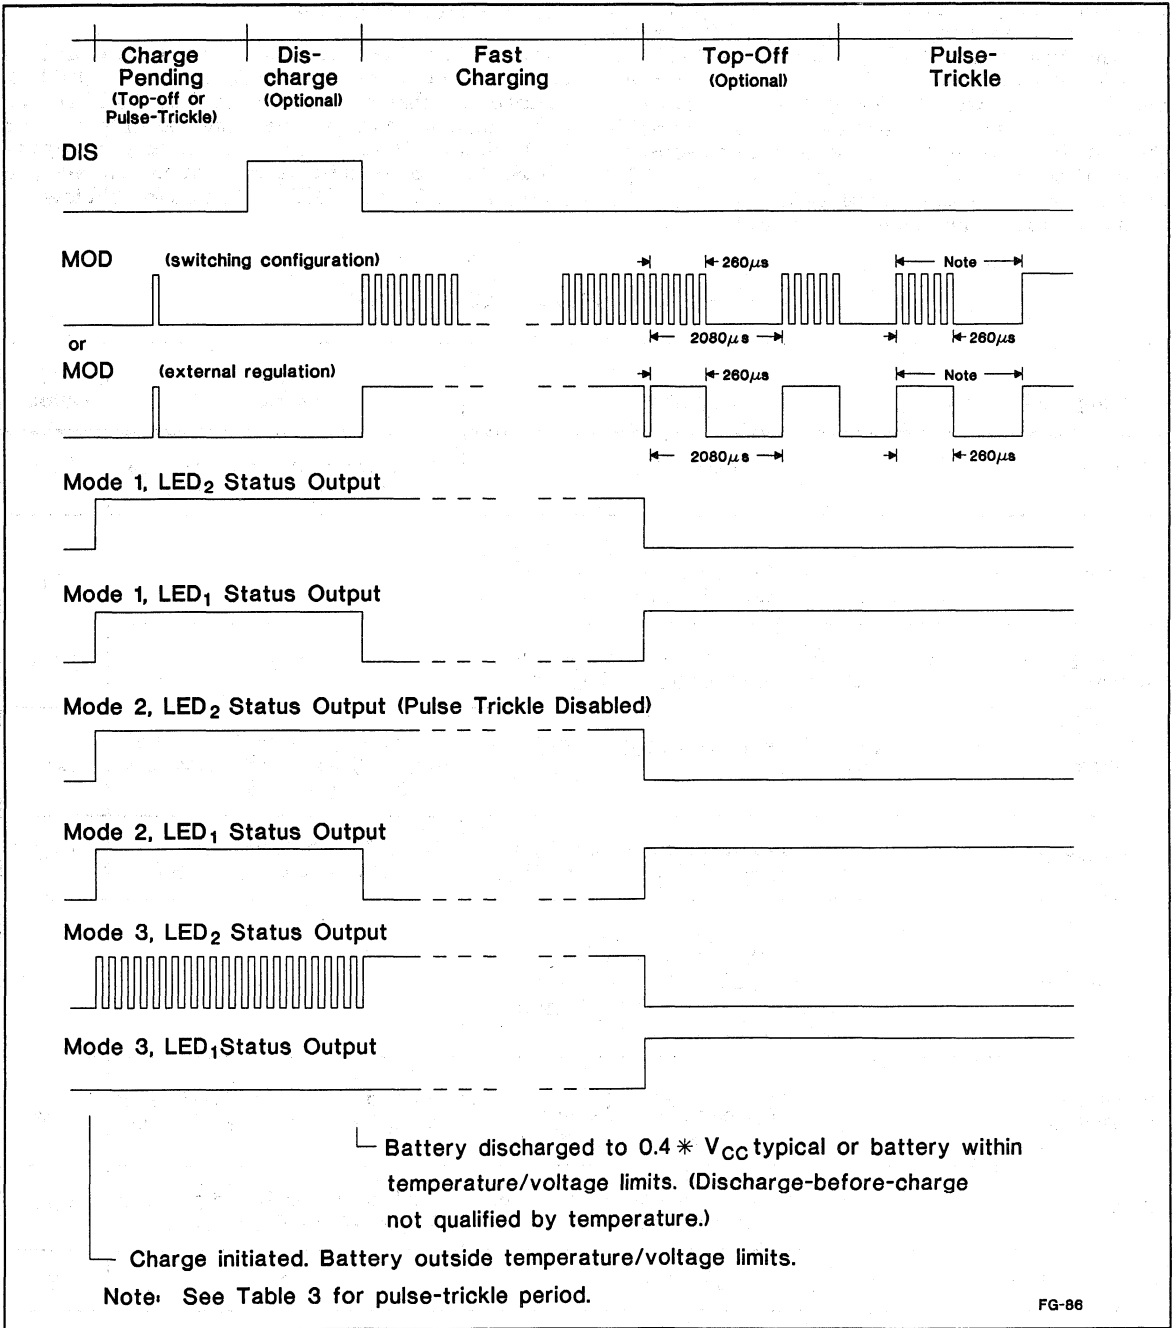 Charge Pending (Top-off or Pulse-Trickle)
Dis-charge (Optional)
Fast Charging
Top-Off (Optional)
Pulse-Trickle
DIS
MOD (switching configuration)
260µs
Note
2080µs
260µs
or
MOD (external regulation)
260µs
Note
2080µs
260µs
Mode 1, LED2 Status Output
Mode 1, LED1 Status Output
Mode 2, LED2 Status Output (Pulse Trickle Disabled)
Mode 2, LED1 Status Output
Mode 3, LED2 Status Output
Mode 3, LED1Status Output
Battery discharged to 0.4 * VCC typical or battery within
temperature/voltage limits. (Discharge-before-charge
not qualified by temperature.)
Charge initiated. Battery outside temperature/voltage limits.
Note: See Table 3 for pulse-trickle period.
FG-86